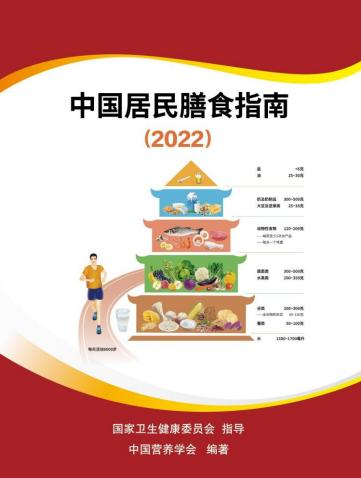 中国居民膳食指南
(2022)
盐 <5克
油 25~30克
奶及奶制品 300~500克
大豆及坚果类 25~35克
动物性食物 120~200克
——每周至少2次水产品
——每天一个鸡蛋
蔬菜类 300~500克
水果类 200~350克
谷类 200~300克
——全谷物和杂豆 50~150克
薯类 50~100克
水 1500~1700毫升
每天活动6000步
国家卫生健康委员会 指导
中国营养学会 编著